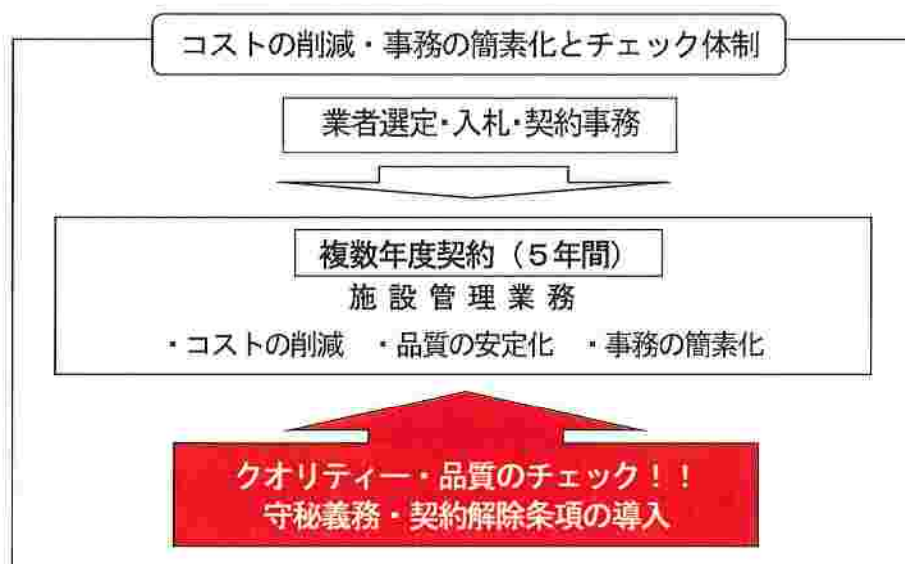 コストの削減・事務の簡素化とチェック体制
業者選定・入札・契約事務
複数年度契約（５年間）
施設管理業務
・コストの削減　・品質の安定化　・事務の簡素化
クオリティー・品質のチェック！！
守秘義務・契約解除条項の導入